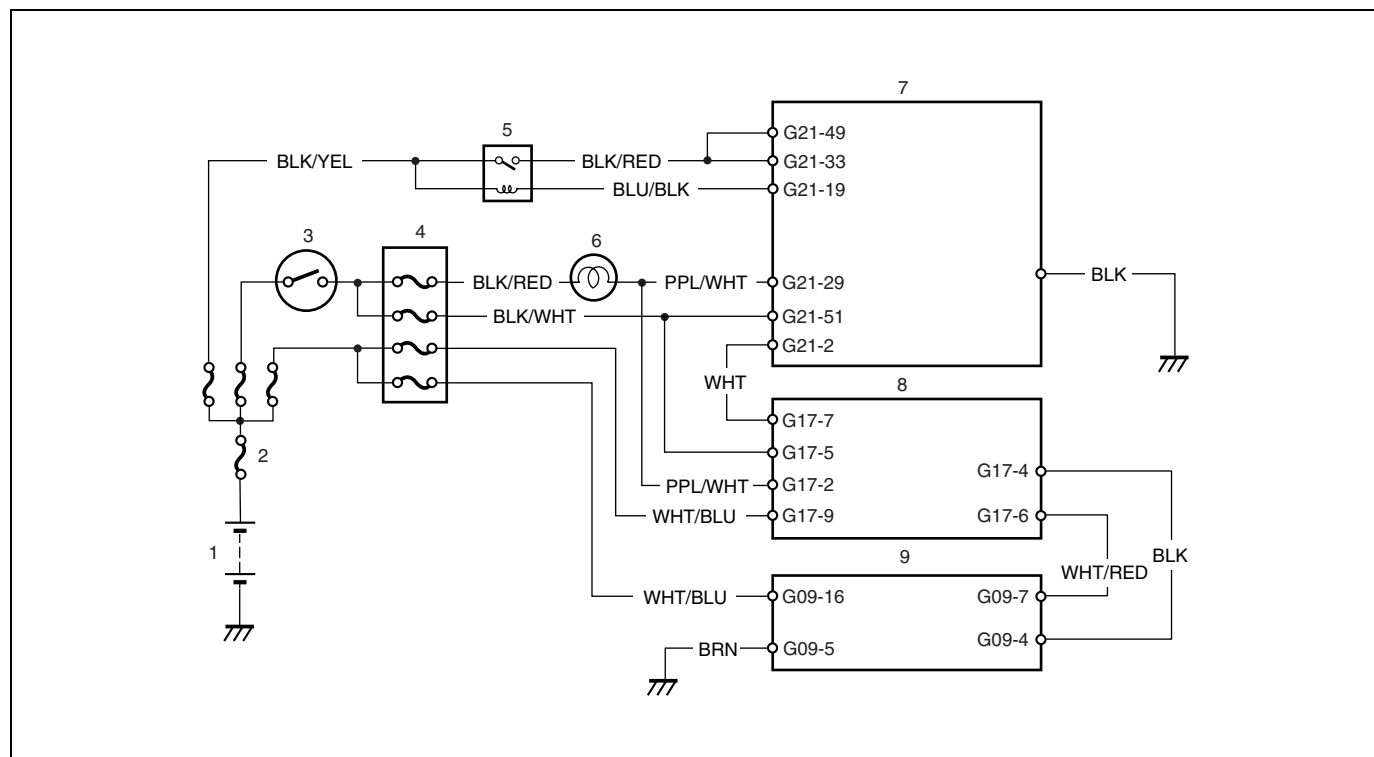 7
5
G21-49
BLK/YEL
BLK/RED
G21-33
BLU/BLK
G21-19
3
4
6
BLK/RED
PPL/WHT
G21-29
BLK/WHT
G21-51
G21-2
WHT
8
G17-7
2
G17-5
G17-4
PPL/WHT
G17-2
WHT/BLU
G17-9
G17-6
1
9
BLK
WHT/RED
WHT/BLU
G09-16
G09-7
G09-4
BRN
G09-5
BLK